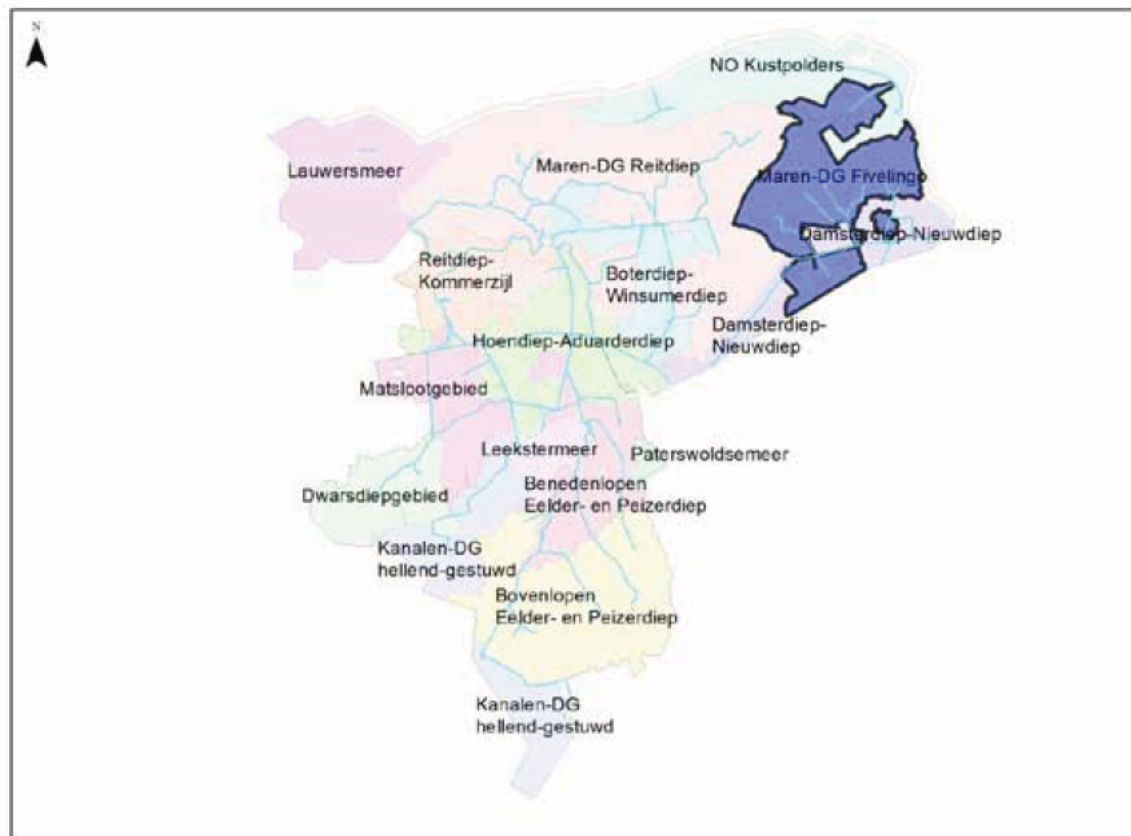 N
NO Kustpolders
Lauwersmeer
Maren-DG Reitdiep
Maren-DG Fivelingo
Damsterdiep-Nieuwdiep
Reitdiep-
Kommerzijl
Boterdiep-
Winsumerdiep
Damsterdiep-
Nieuwdiep
Hoendiep-Aduarderdiep
Matslootgebied
Leekstermeer
Paterswoldsemeer
Dwarsdiepgebied
Benedenlopen
Eelder- en Peizerdiep
Kanalen-DG
hellend-gestuwd
Bovenlopen
Eelder- en Peizerdiep
Kanalen-DG
hellend-gestuwd